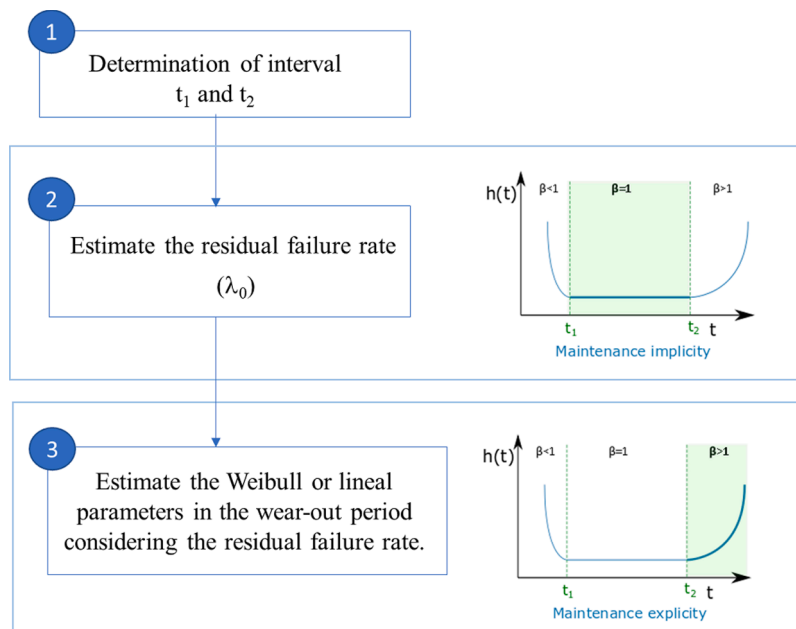 1
Determination of interval
t₁ and t₂
2
Estimate the residual failure rate
(λ₀)
h(t)
β<1
β=1
β>1
t₁
t₂
t
Maintenance implicity
3
Estimate the Weibull or lineal
parameters in the wear-out period
considering the residual failure rate.
h(t)
β<1
β=1
β>1
t₁
t₂
t
Maintenance explicity